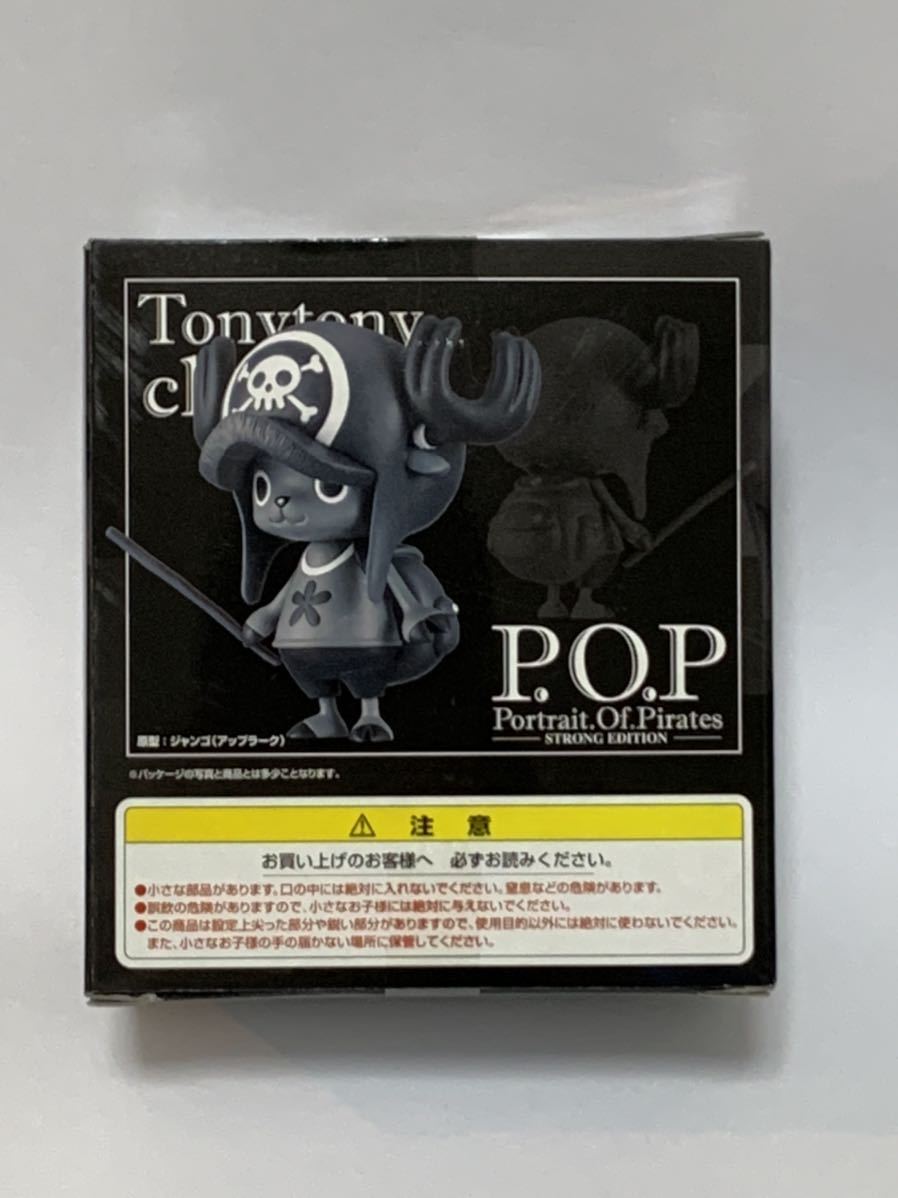 Tonytony
P.O.P
Portrait.Of.Pirates
STRONG EDITION
原型：ジャンゴ(アップラーク)
※パッケージの写真と商品とは多少ことなります。
⚠ 注 意
お買い上げのお客様へ 必ずお読みください。
●小さな部品があります。口の中には絶対に入れないでください。窒息などの危険があります。
●誤飲の危険がありますので、小さなお子様には絶対に与えないでください。
●この商品は設定上尖った部分や鋭い部分がありますので、使用目的以外には絶対に使わないでください。
また、小さなお子様の手の届かない場所に保管してください。